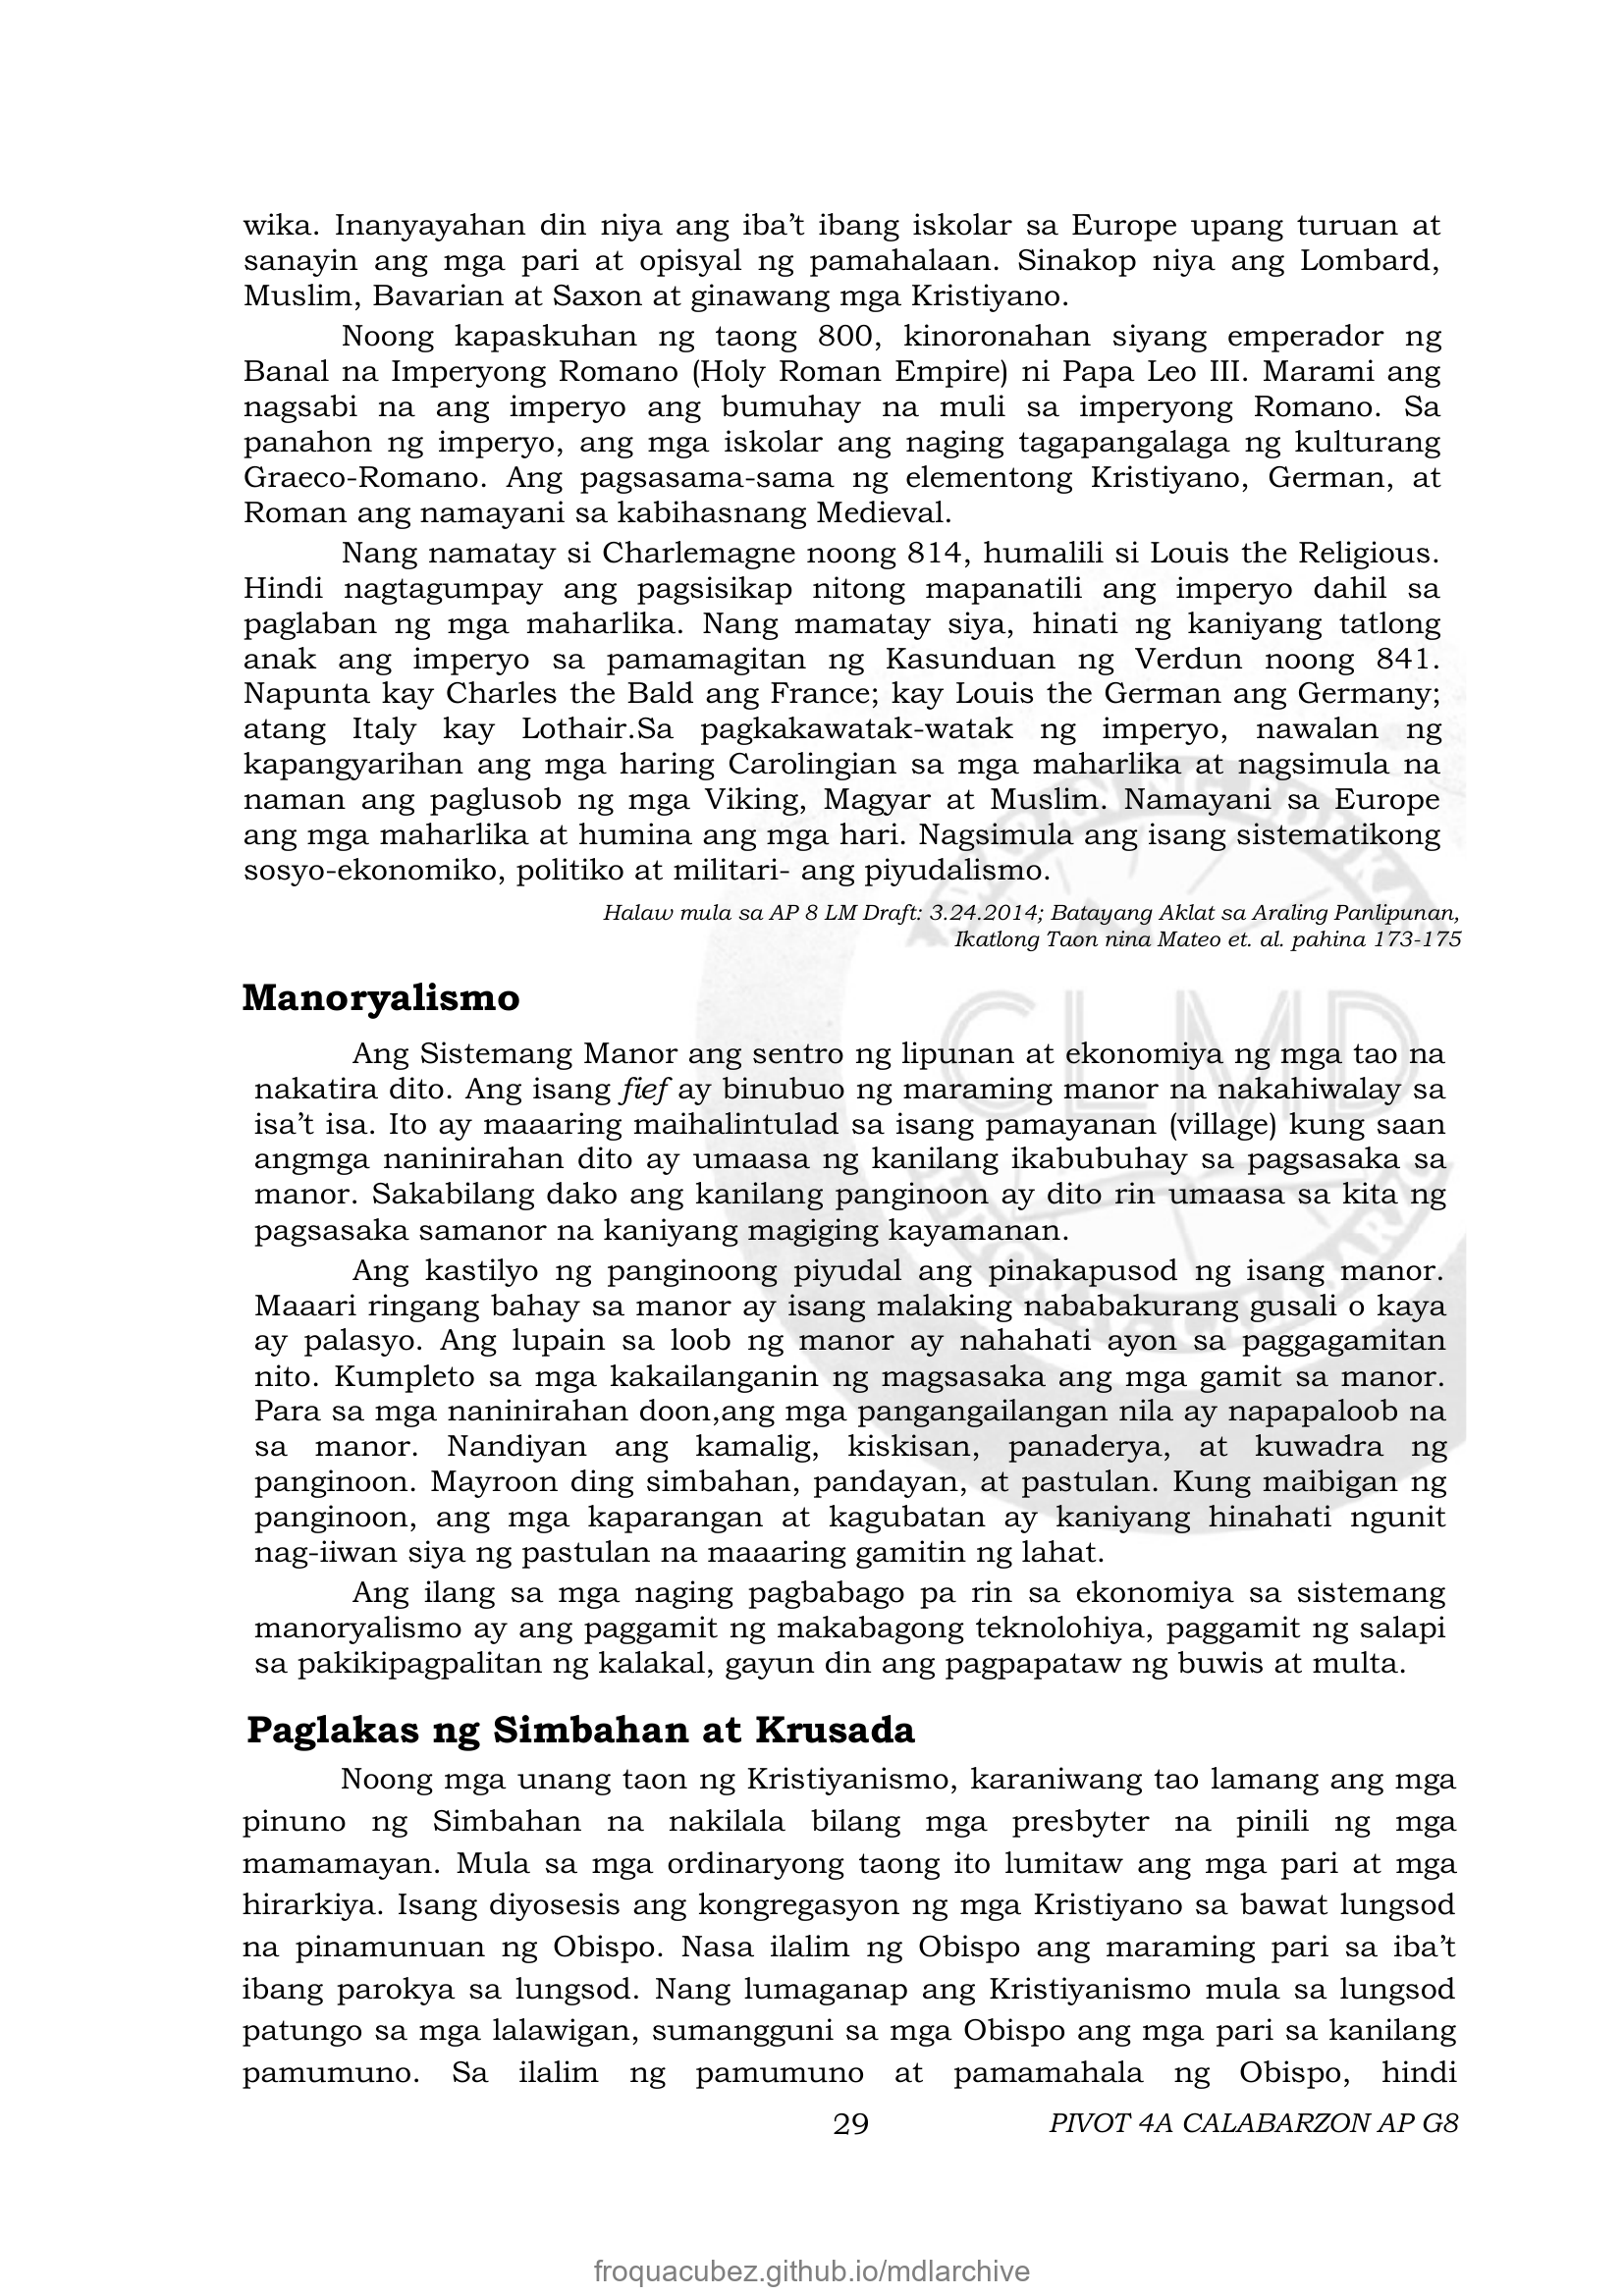 wika. Inanyayahan din niya ang iba’t ibang iskolar sa Europe upang turuan at
sanayin ang mga pari at opisyal ng pamahalaan. Sinakop niya ang Lombard,
Muslim, Bavarian at Saxon at ginawang mga Kristiyano.
Noong kapaskuhan ng taong 800, kinoronahan siyang emperador ng
Banal na Imperyong Romano (Holy Roman Empire) ni Papa Leo III. Marami ang
nagsabi na ang imperyo ang bumuhay na muli sa imperyong Romano. Sa
panahon ng imperyo, ang mga iskolar ang naging tagapangalaga ng kulturang
Graeco-Romano. Ang pagsasama-sama ng elementong Kristiyano, German, at
Roman ang namayani sa kabihasnang Medieval.
Nang namatay si Charlemagne noong 814, humalili si Louis the Religious.
Hindi nagtagumpay ang pagsisikap nitong mapanatili ang imperyo dahil sa
paglaban ng mga maharlika. Nang mamatay siya, hinati ng kaniyang tatlong
anak ang imperyo sa pamamagitan ng Kasunduan ng Verdun noong 841.
Napunta kay Charles the Bald ang France; kay Louis the German ang Germany;
atang Italy kay Lothair.Sa pagkakawatak-watak ng imperyo, nawalan ng
kapangyarihan ang mga haring Carolingian sa mga maharlika at nagsimula na
naman ang paglusob ng mga Viking, Magyar at Muslim. Namayani sa Europe
ang mga maharlika at humina ang mga hari. Nagsimula ang isang sistematikong
sosyo-ekonomiko, politiko at militari- ang piyudalismo.
Halaw mula sa AP 8 LM Draft: 3.24.2014; Batayang Aklat sa Araling Panlipunan,
Ikatlong Taon nina Mateo et. al. pahina 173-175
CLMD
Manoryalismo
Ang Sistemang Manor ang sentro ng lipunan at ekonomiya ng mga tao na
nakatira dito. Ang isang fief ay binubuo ng maraming manor na nakahiwalay sa
isa’t isa. Ito ay maaaring maihalintulad sa isang pamayanan (village) kung saan
angmga naninirahan dito ay umaasa ng kanilang ikabubuhay sa pagsasaka sa
manor. Sakabilang dako ang kanilang panginoon ay dito rin umaasa sa kita ng
pagsasaka samanor na kaniyang magiging kayamanan.
Ang kastilyo ng panginoong piyudal ang pinakapusod ng isang manor.
Maaari ringang bahay sa manor ay isang malaking nababakurang gusali o kaya
ay palasyo. Ang lupain sa loob ng manor ay nahahati ayon sa paggagamitan
nito. Kumpleto sa mga kakailanganin ng magsasaka ang mga gamit sa manor.
Para sa mga naninirahan doon,ang mga pangangailangan nila ay napapaloob na
sa manor. Nandiyan ang kamalig, kiskisan, panaderya, at kuwadra ng
panginoon. Mayroon ding simbahan, pandayan, at pastulan. Kung maibigan ng
panginoon, ang mga kaparangan at kagubatan ay kaniyang hinahati ngunit
nag-iiwan siya ng pastulan na maaaring gamitin ng lahat.
Ang ilang sa mga naging pagbabago pa rin sa ekonomiya sa sistemang
manoryalismo ay ang paggamit ng makabagong teknolohiya, paggamit ng salapi
sa pakikipagpalitan ng kalakal, gayun din ang pagpapataw ng buwis at multa.
Paglakas ng Simbahan at Krusada
Noong mga unang taon ng Kristiyanismo, karaniwang tao lamang ang mga
pinuno ng Simbahan na nakilala bilang mga presbyter na pinili ng mga
mamamayan. Mula sa mga ordinaryong taong ito lumitaw ang mga pari at mga
hirarkiya. Isang diyosesis ang kongregasyon ng mga Kristiyano sa bawat lungsod
na pinamunuan ng Obispo. Nasa ilalim ng Obispo ang maraming pari sa iba’t
ibang parokya sa lungsod. Nang lumaganap ang Kristiyanismo mula sa lungsod
patungo sa mga lalawigan, sumangguni sa mga Obispo ang mga pari sa kanilang
pamumuno. Sa ilalim ng pamumuno at pamamahala ng Obispo, hindi
29 PIVOT 4A CALABARZON AP G8
froquacubez.github.io/mdlarchive